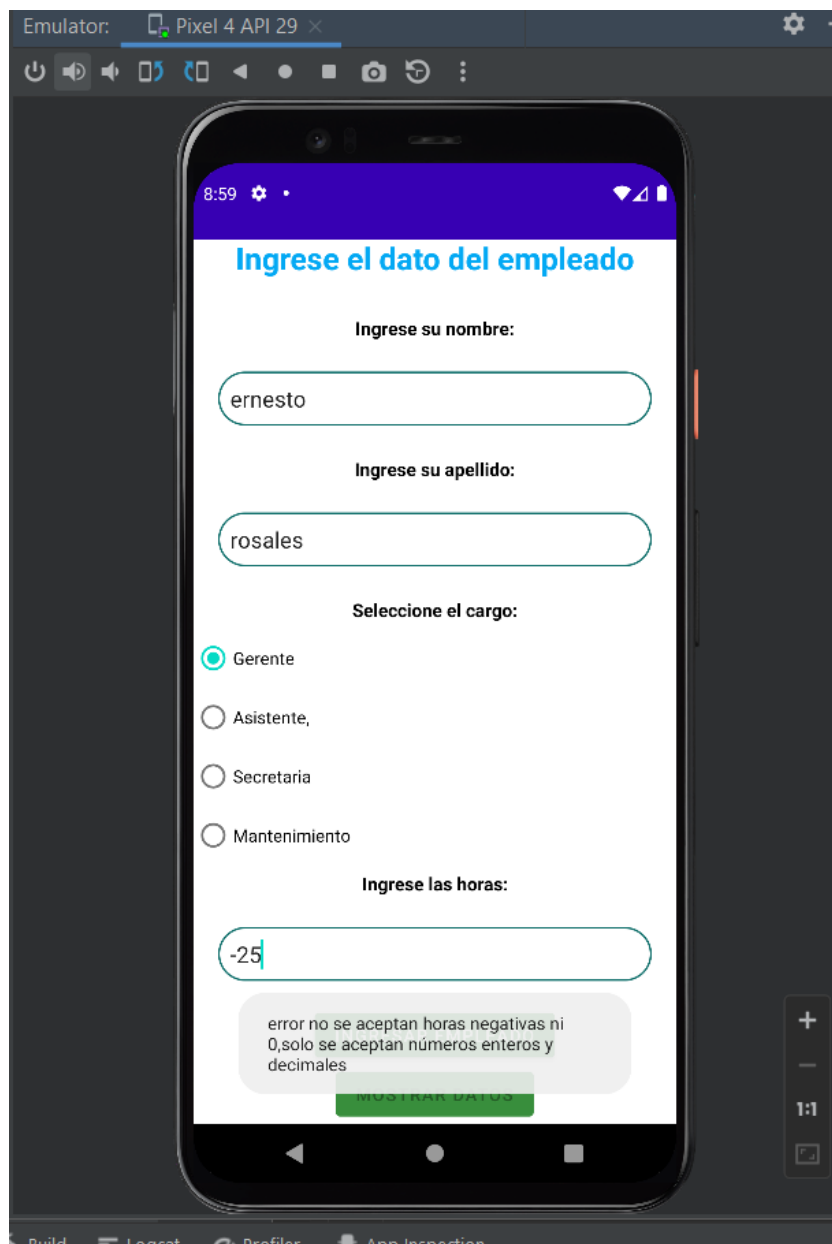 Emulator: Pixel 4 API 29
8:59
Ingrese el dato del empleado
Ingrese su nombre:
ernesto
Ingrese su apellido:
rosales
Seleccione el cargo:
Gerente
Asistente,
Secretaria
Mantenimiento
Ingrese las horas:
-25
error no se aceptan horas negativas ni
0,solo se aceptan números enteros y
decimales
MOSTRAR DATOS
1:1
Build Logcat Profiler App Inspection